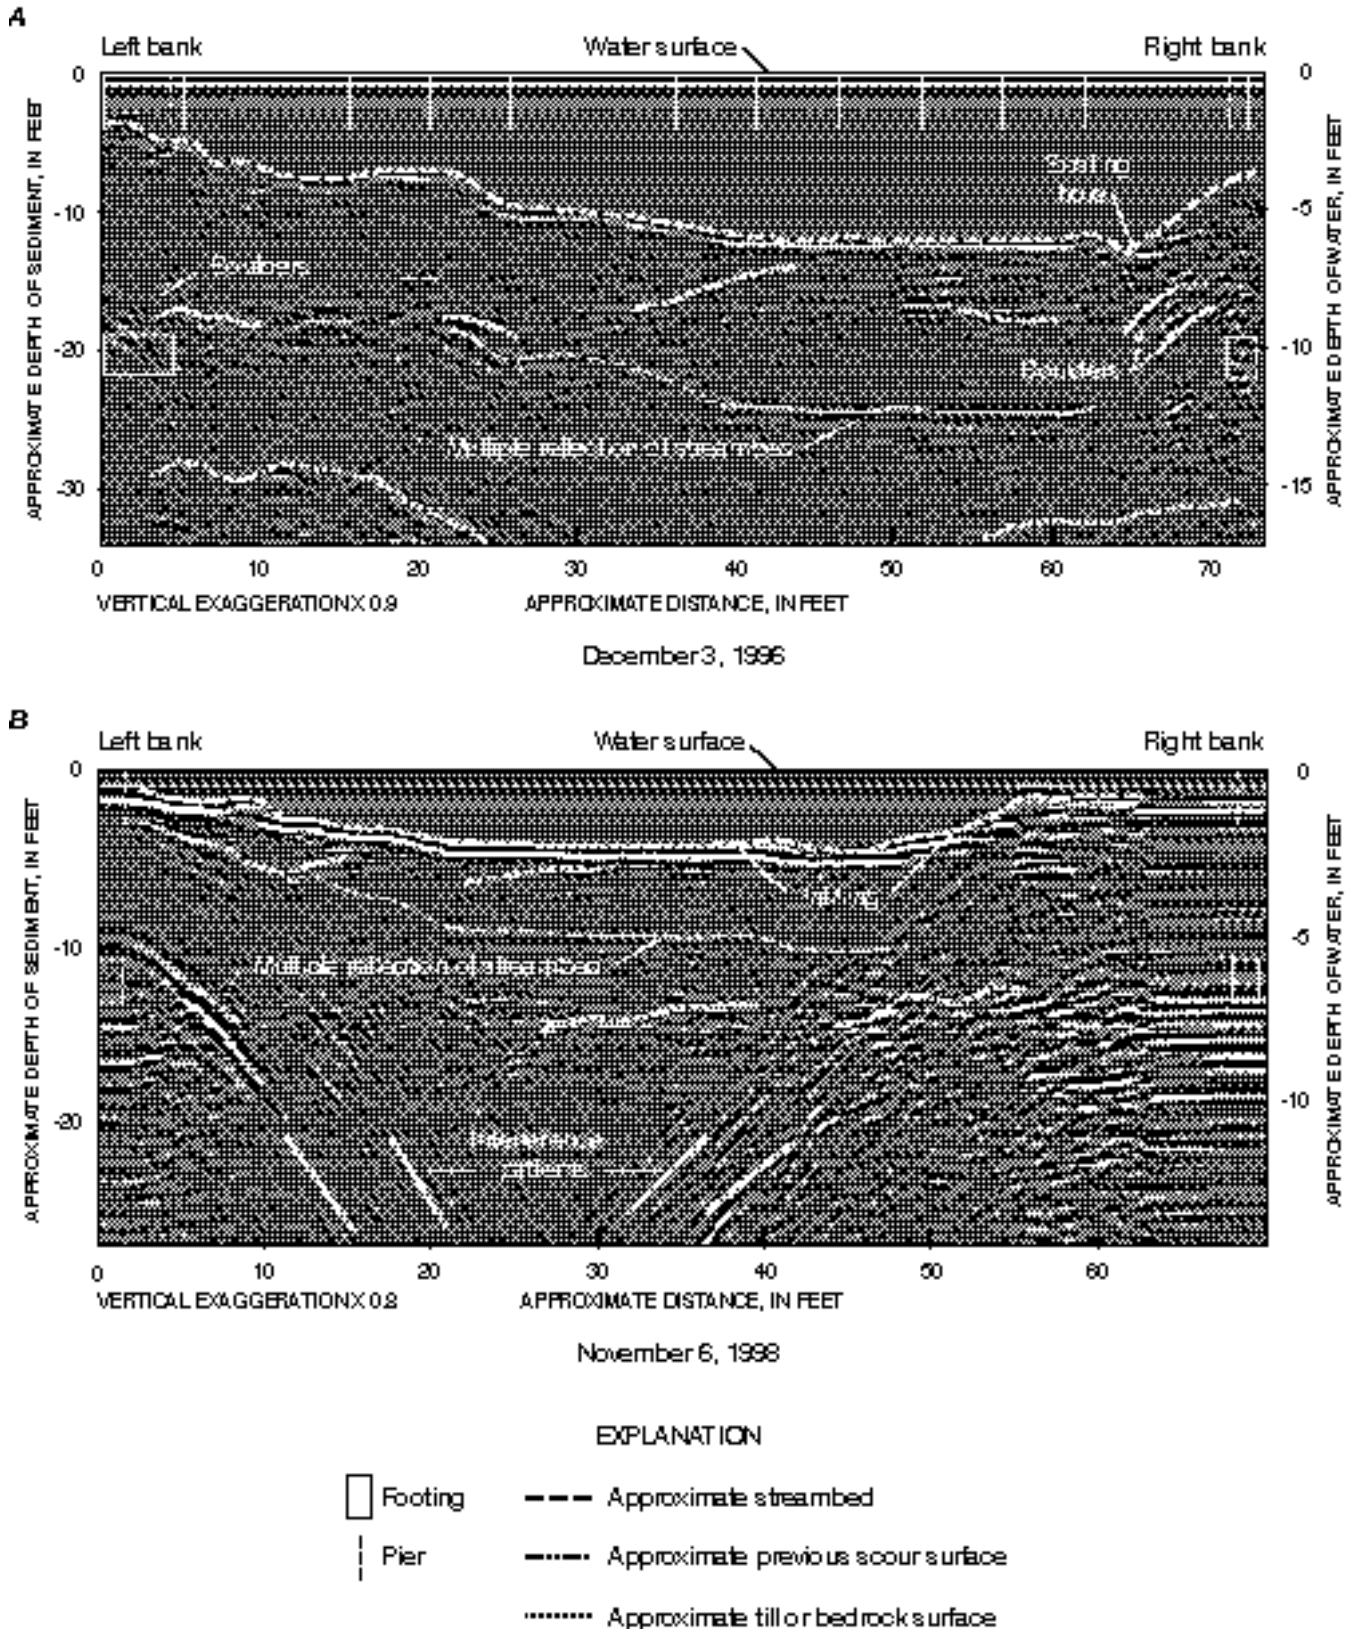 A
Left bank Water surface Right bank
APPROXIMATE DEPTH OF SEDIMENT, IN FEET
0
-10
-20
-30
0
-5
-10
-15
APPROXIMATE DEPTH OF WATER, IN FEET
Boulders
Boulders
Multiple reflection of streambed
0 10 20 30 40 50 60 70
VERTICAL EXAGGERATION X 0.9 APPROXIMATE DISTANCE, IN FEET
December 3, 1996
B
Left bank Water surface Right bank
APPROXIMATE DEPTH OF SEDIMENT, IN FEET
0
-10
-20
0
-5
-10
APPROXIMATE DEPTH OF WATER, IN FEET
Multiple reflection of streambed
Interference
0 10 20 30 40 50 60
VERTICAL EXAGGERATION X 0.8 APPROXIMATE DISTANCE, IN FEET
November 6, 1998
EXPLANATION
Footing Approximate streambed
Pier Approximate previous scour surface
Approximate till or bedrock surface